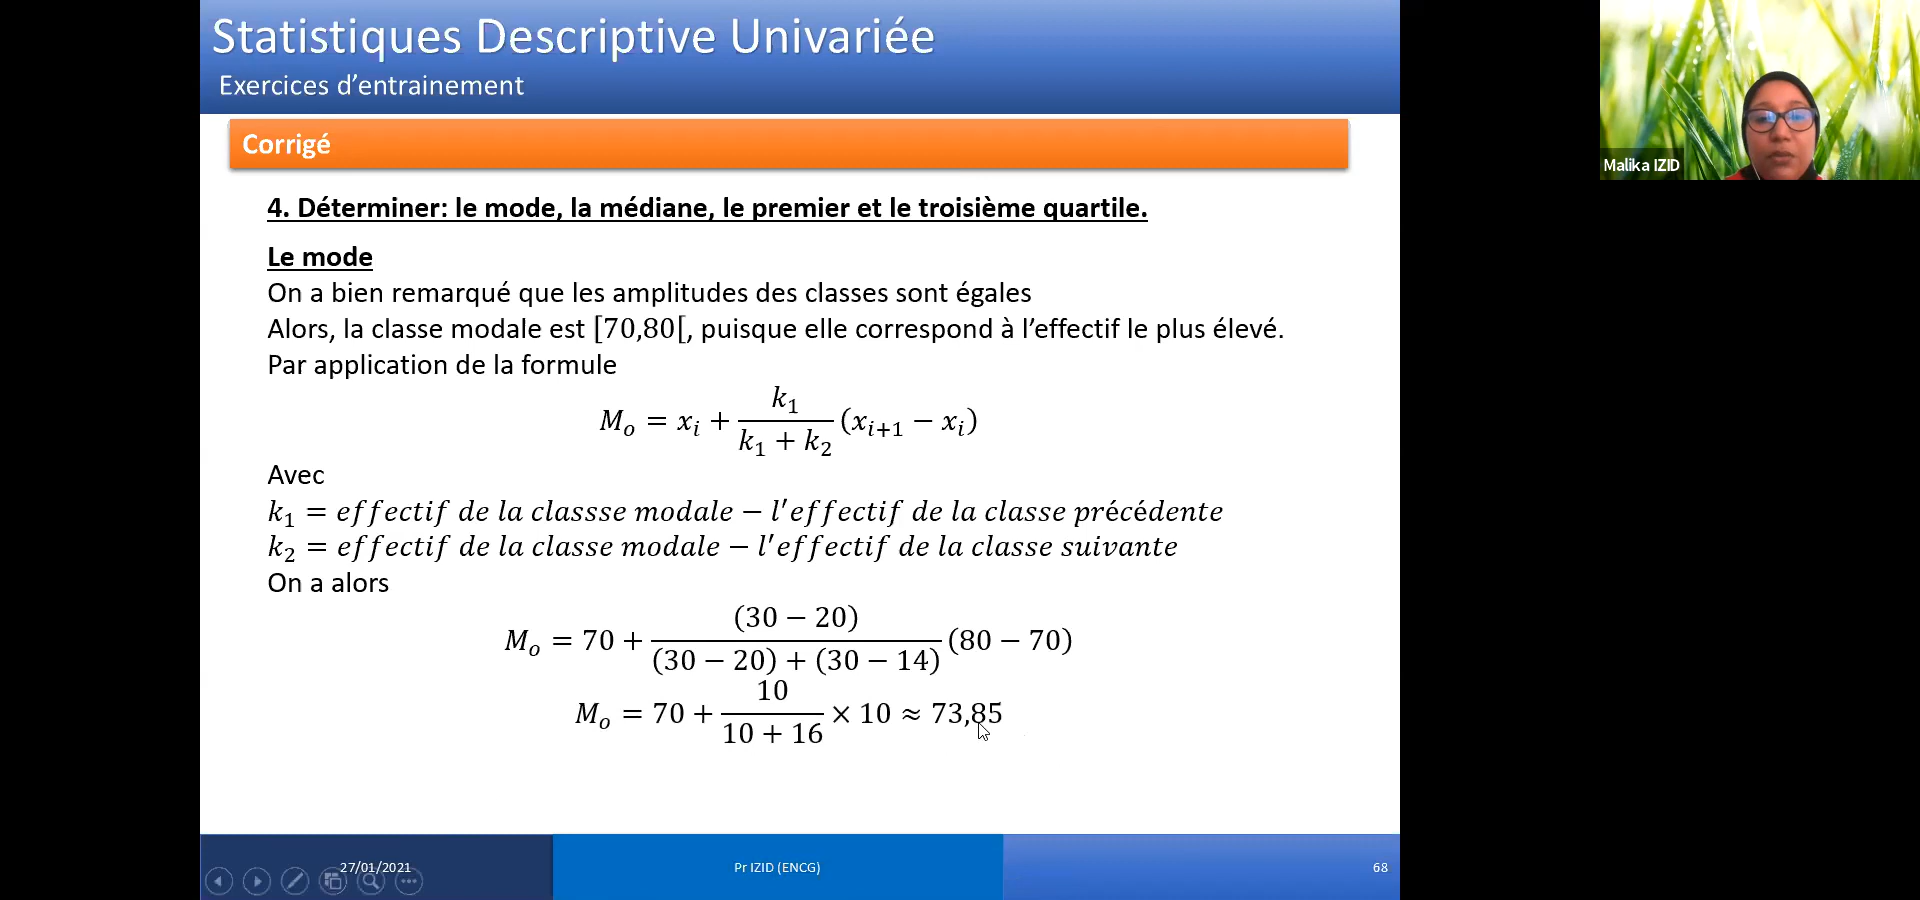 Statistiques Descriptive Univariée
Exercices d’entrainement
Corrigé
4. Déterminer: le mode, la médiane, le premier et le troisième quartile.
Le mode
On a bien remarqué que les amplitudes des classes sont égales
Alors, la classe modale est [70,80[, puisque elle correspond à l’effectif le plus élevé.
Par application de la formule
M_o = x_i + k_1 / (k_1 + k_2) (x_{i+1} − x_i)
Avec
k_1 = effectif de la classse modale − l'effectif de la classe précédente
k_2 = effectif de la classe modale − l'effectif de la classe suivante
On a alors
M_o = 70 + (30 − 20) / ((30 − 20) + (30 − 14)) (80 − 70)
M_o = 70 + 10 / (10 + 16) × 10 ≈ 73,85
27/01/2021
Pr IZID (ENCG)
68
Malika IZID